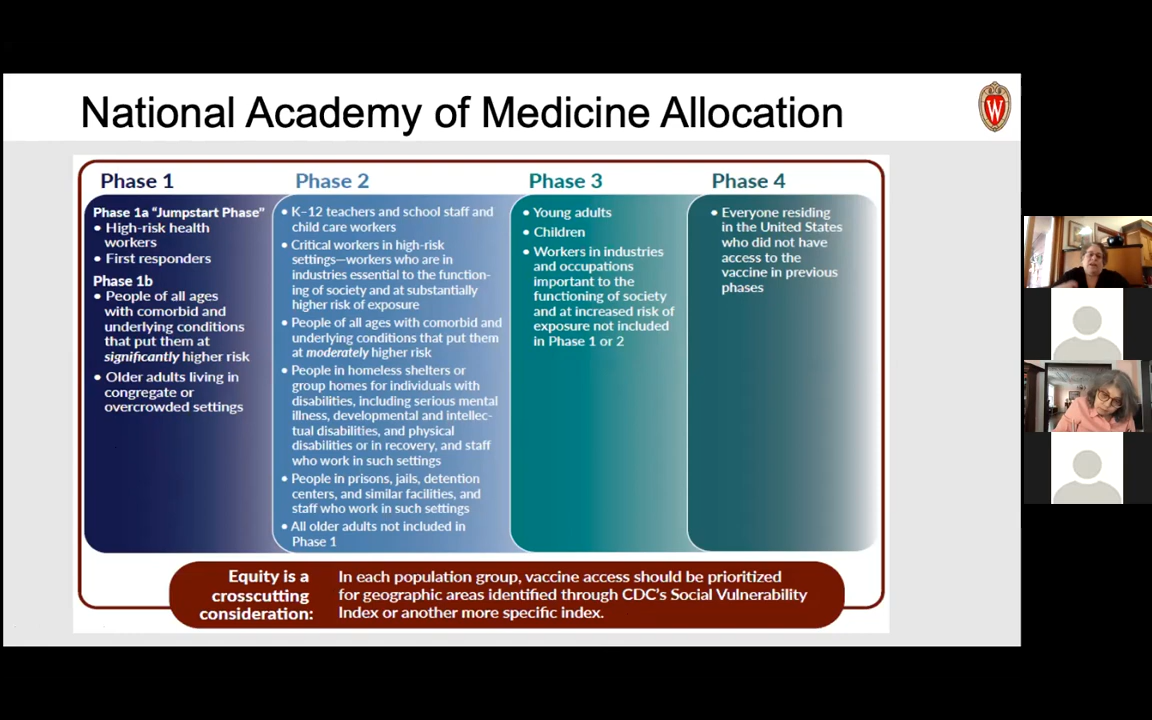 National Academy of Medicine Allocation
W
Phase 1
Phase 1a "Jumpstart Phase"
• High-risk health
workers
• First responders
Phase 1b
• People of all ages
with comorbid and
underlying conditions
that put them at
significantly higher risk
• Older adults living in
congregate or
overcrowded settings
Phase 2
• K–12 teachers and school staff and
child care workers
• Critical workers in high-risk
settings—workers who are in
industries essential to the function-
ing of society and at substantially
higher risk of exposure
• People of all ages with comorbid and
underlying conditions that put them
at moderately higher risk
• People in homeless shelters or
group homes for individuals with
disabilities, including serious mental
illness, developmental and intellec-
tual disabilities, and physical
disabilities or in recovery, and staff
who work in such settings
• People in prisons, jails, detention
centers, and similar facilities, and
staff who work in such settings
• All older adults not included in
Phase 1
Phase 3
• Young adults
• Children
• Workers in industries
and occupations
important to the
functioning of society
and at increased risk of
exposure not included
in Phase 1 or 2
Phase 4
• Everyone residing
in the United States
who did not have
access to the
vaccine in previous
phases
Equity is a
crosscutting
consideration:
In each population group, vaccine access should be prioritized
for geographic areas identified through CDC's Social Vulnerability
Index or another more specific index.